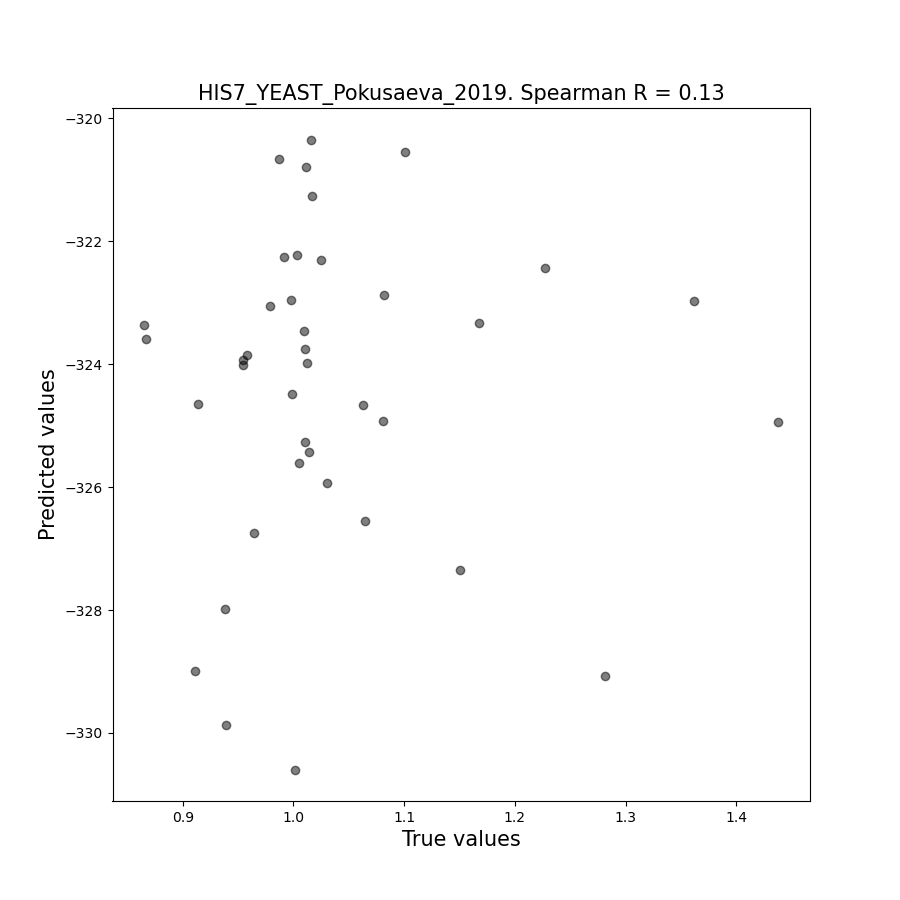 HIS7_YEAST_Pokusaeva_2019. Spearman R = 0.13
Predicted values
−320
−322
−324
−326
−328
−330
0.9 1.0 1.1 1.2 1.3 1.4
True values